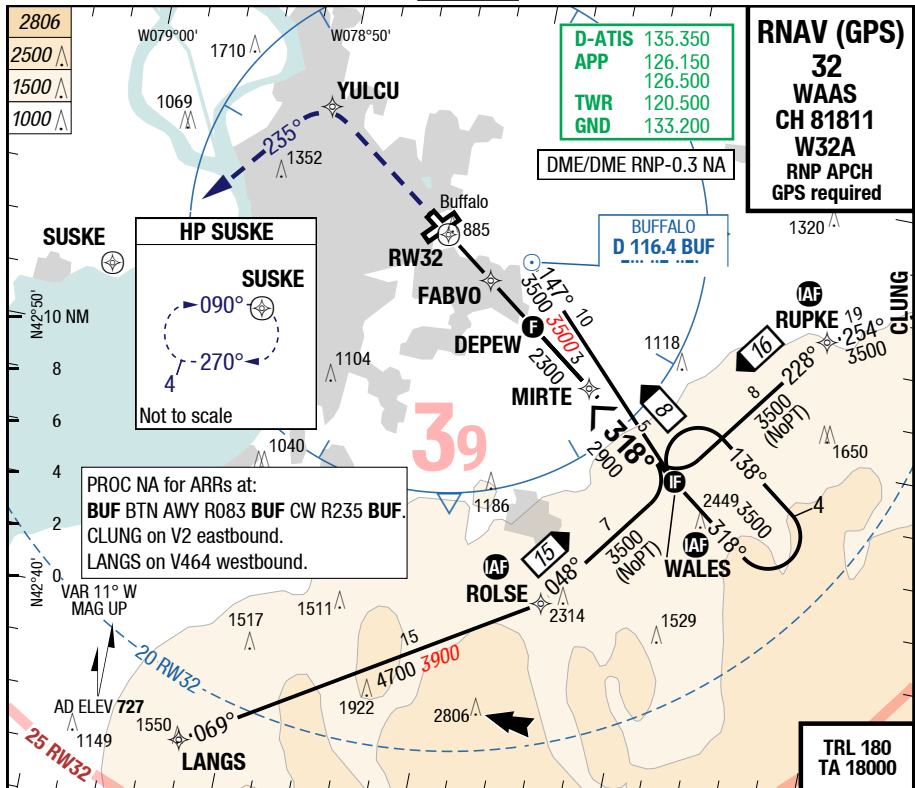 2806
2500
1500
1000
W079°00'
W078°50'
1710
1069
1352
YULCU
235°
D-ATIS 135.350
APP 126.150
126.500
TWR 120.500
GND 133.200
DME/DME RNP-0.3 NA
RNAV (GPS)
32
WAAS
CH 81811
W32A
RNP APCH
GPS required
1320
BUFFALO
D 116.4 BUF
Buffalo
885
RW32
SUSKE
HP SUSKE
SUSKE
090°
270°
4
Not to scale
FABVO
DEPEW
F
MIRTE
147°
10
3500
3500
3
2300
318°
5
2900
8
1118
IAF
RUPKE
19
254°
3500
CLUNG
16
228°
8
3500
(NoPT)
1650
138°
3500
4
318°
IF
2449
IAF
WALES
N42°50'
10 NM
8
6
4
2
0
N42°40'
1104
1040
39
1186
PROC NA for ARRs at:
BUF BTN AWY R083 BUF CW R235 BUF.
CLUNG on V2 eastbound.
LANGS on V464 westbound.
7
3500
(NoPT)
15
048°
IAF
ROLSE
2314
1529
VAR 11° W
MAG UP
1517
1511
20 RW32
15
4700 3900
1922
2806
AD ELEV 727
1149
1550
069°
LANGS
25 RW32
TRL 180
TA 18000